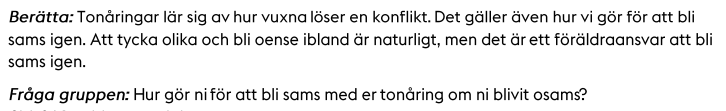 Berätta: Tonåringar lär sig av hur vuxna löser en konflikt. Det gäller även hur vi gör för att bli
sams igen. Att tycka olika och bli oense ibland är naturligt, men det är ett föräldraansvar att bli
sams igen.
Fråga gruppen: Hur gör ni för att bli sams med er tonåring om ni blivit osams?